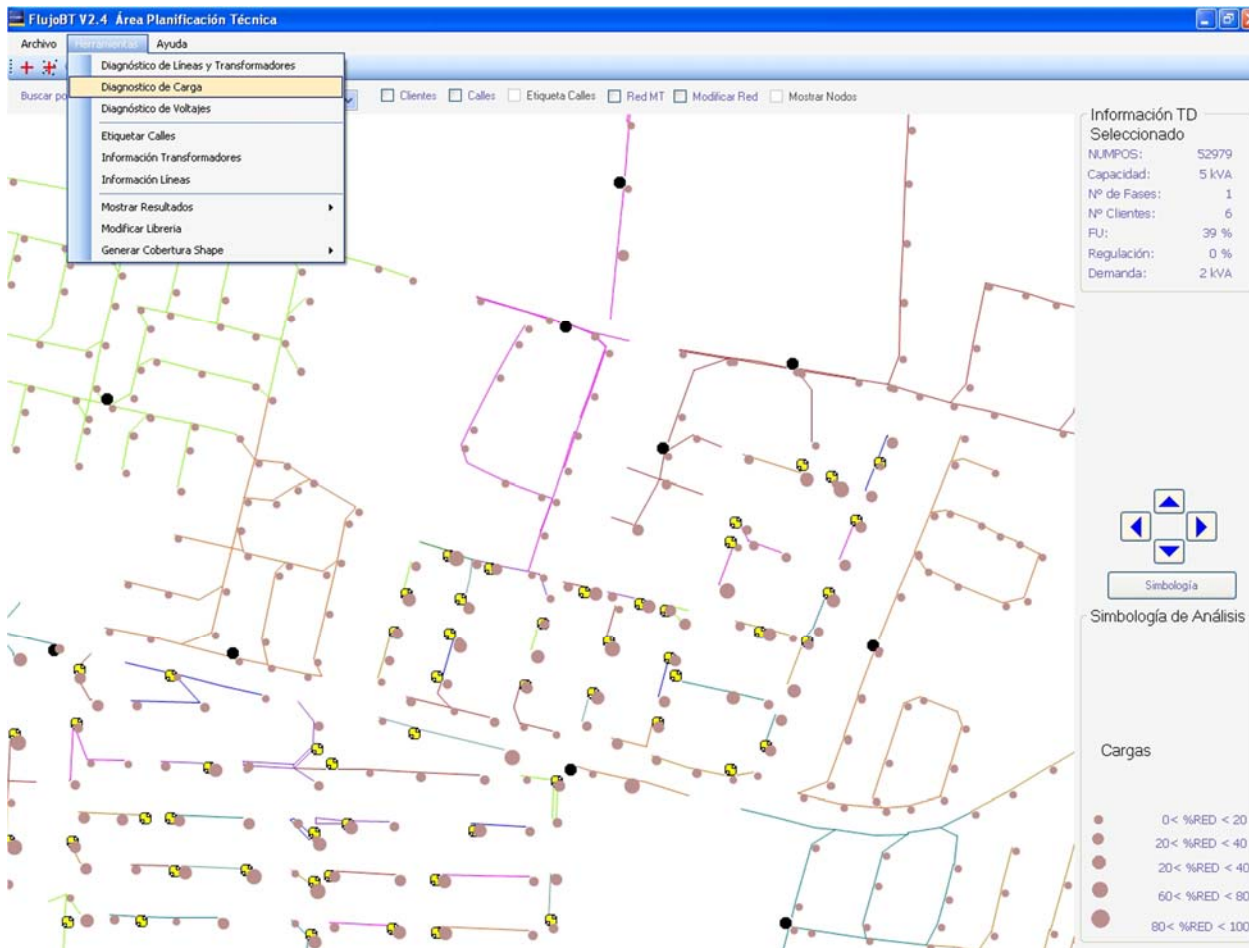 FlujoBT V2.4 Área Planificación Técnica
Archivo Herramientas Ayuda
Diagnóstico de Líneas y Transformadores
Diagnostico de Carga
Diagnóstico de Voltajes
Etiquetar Calles
Información Transformadores
Información Líneas
Mostrar Resultados
Modificar Libreria
Generar Cobertura Shape
Buscar po Clientes Calles Etiqueta Calles Red MT Modificar Red Mostrar Nodos
Información TD
Seleccionado
NUMPOS: 52979
Capacidad: 5 kVA
Nº de Fases: 1
Nº Clientes: 6
FU: 39 %
Regulación: 0 %
Demanda: 2 kVA
Simbología
Simbología de Análisis
Cargas
0< %RED < 20
20< %RED < 40
20< %RED < 40
60< %RED < 80
80< %RED < 100